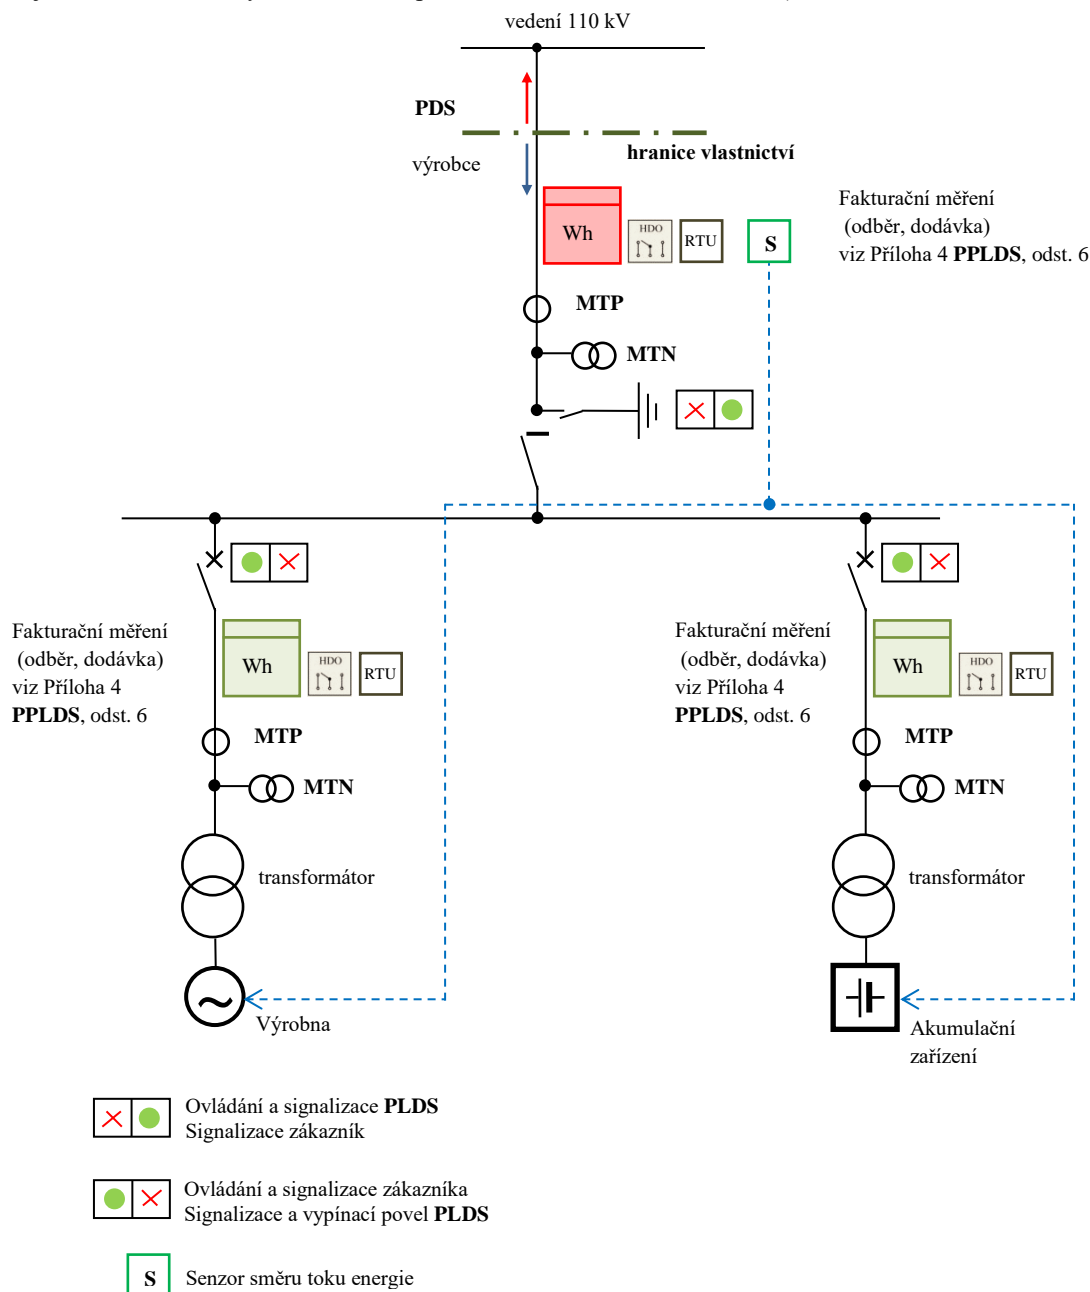 vedení 110 kV
PDS
hranice vlastnictví
výrobce
Fakturační měření
(odběr, dodávka)
viz Příloha 4 PPLDS, odst. 6
Wh
HDO
RTU
S
MTP
MTN
Fakturační měření
(odběr, dodávka)
viz Příloha 4
PPLDS, odst. 6
Wh
HDO
RTU
MTP
MTN
transformátor
Výrobna
Fakturační měření
(odběr, dodávka)
viz Příloha 4
PPLDS, odst. 6
Wh
HDO
RTU
MTP
MTN
transformátor
Akumulační
zařízení
Ovládání a signalizace PLDS
Signalizace zákazník
Ovládání a signalizace zákazníka
Signalizace a vypínací povel PLDS
S
Senzor směru toku energie